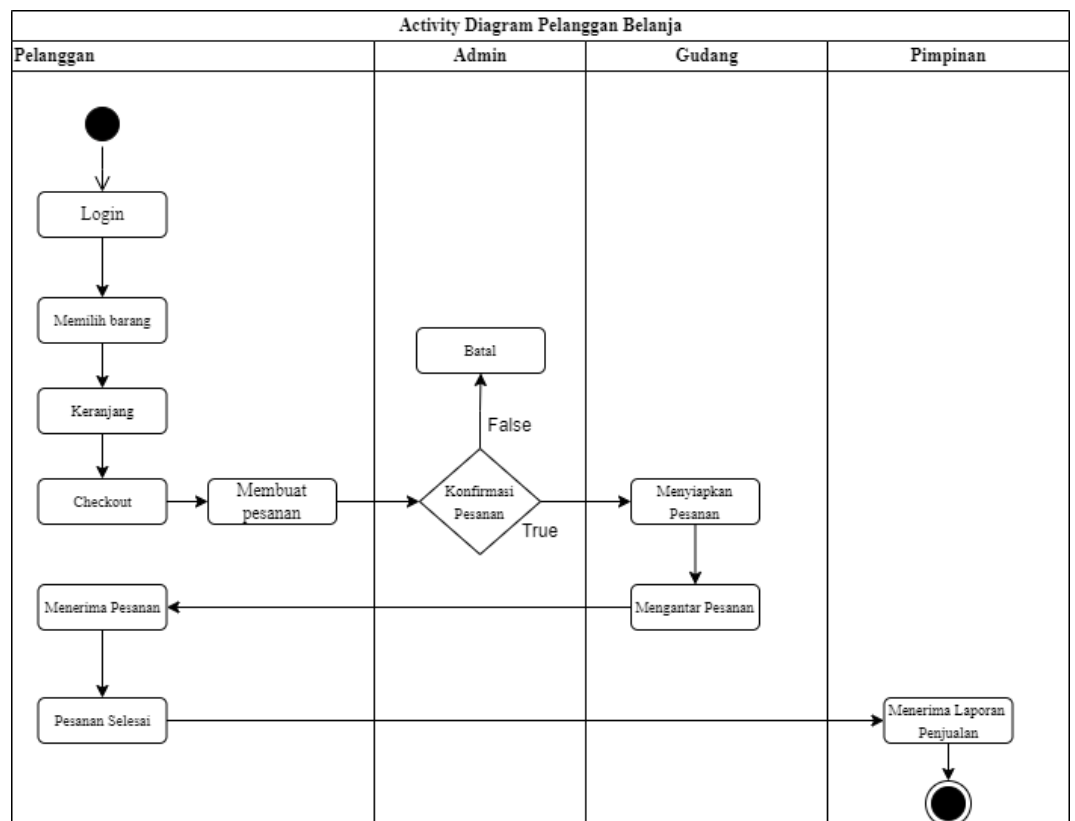 Activity Diagram Pelanggan Belanja
Pelanggan
Admin
Gudang
Pimpinan
Login
Memilih barang
Batal
Keranjang
False
Checkout
Membuat
pesanan
Konfirmasi
Pesanan
True
Menyiapkan
Pesanan
Menerima Pesanan
Mengantar Pesanan
Pesanan Selesai
Menerima Laporan
Penjualan